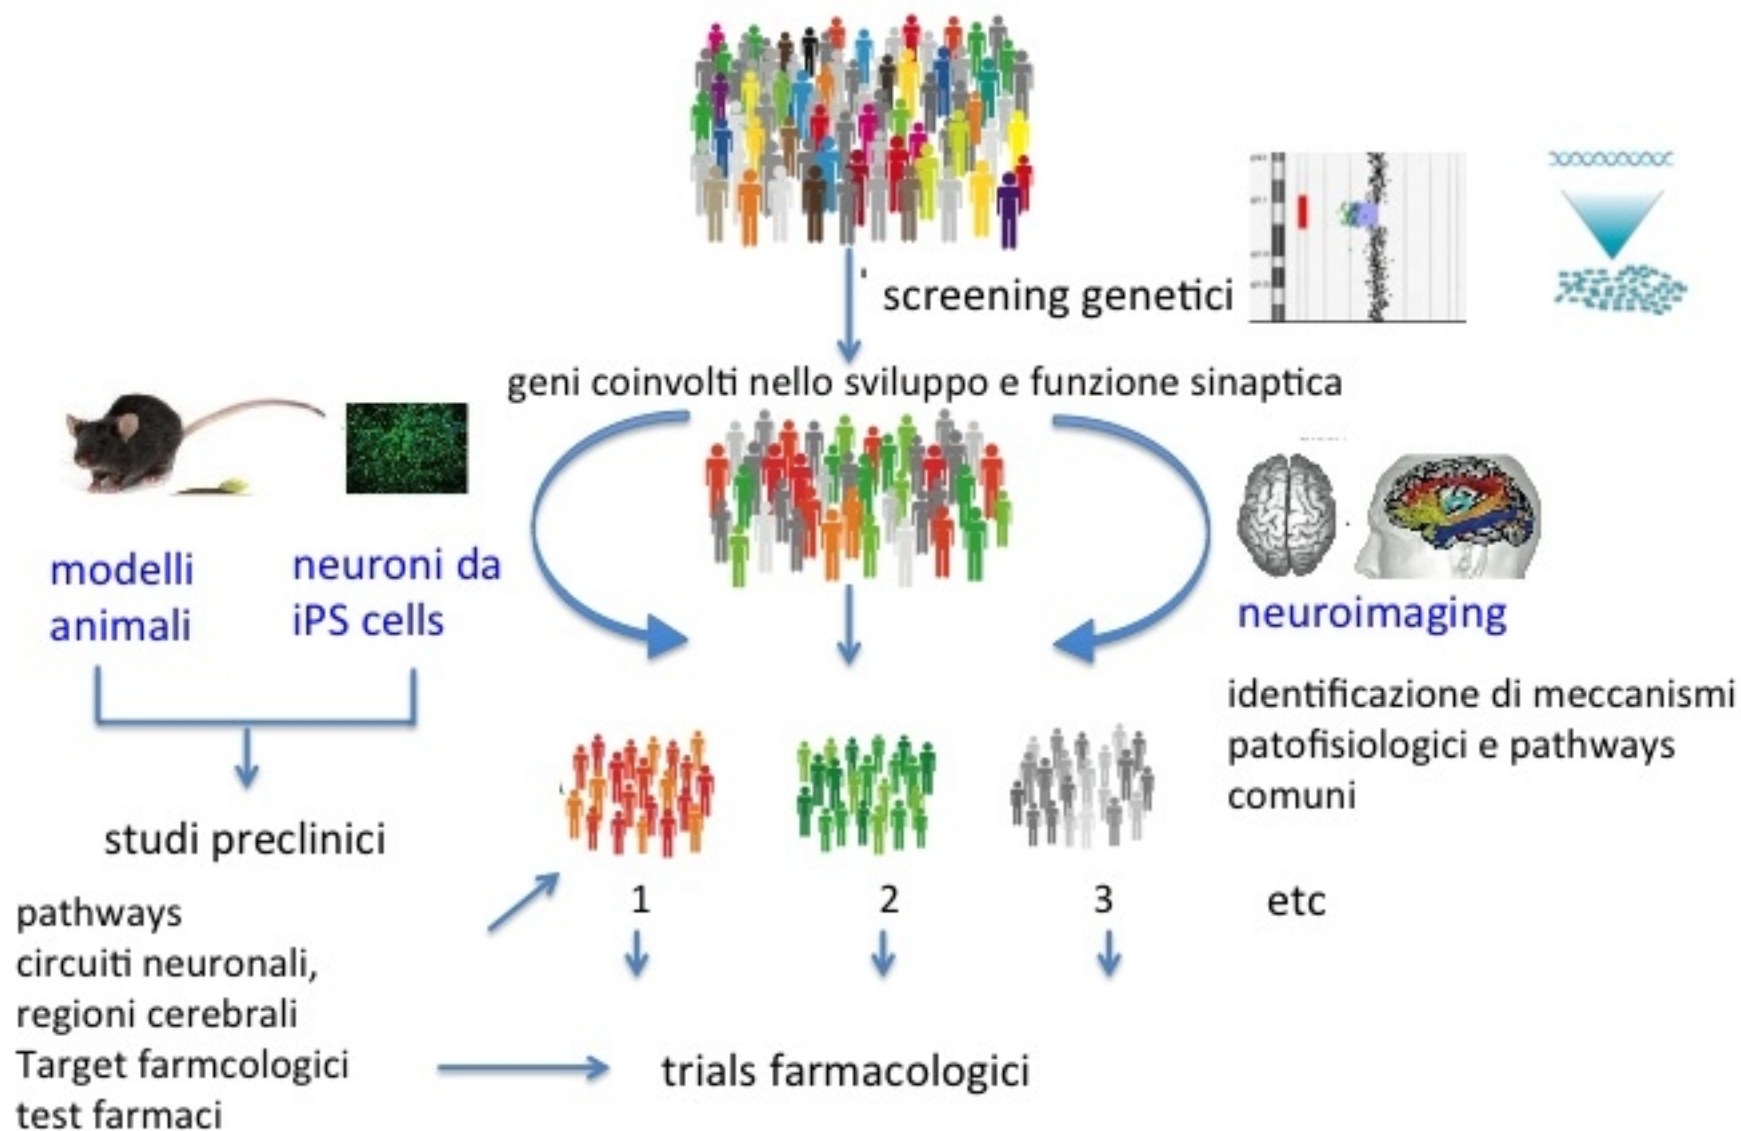 screening genetici
geni coinvolti nello sviluppo e funzione sinaptica
modelli
animali
neuroni da
iPS cells
neuroimaging
identificazione di meccanismi
patofisiologici e pathways
comuni
studi preclinici
1
2
3
etc
pathways
circuiti neuronali,
regioni cerebrali
Target farmcologici
test farmaci
trials farmacologici